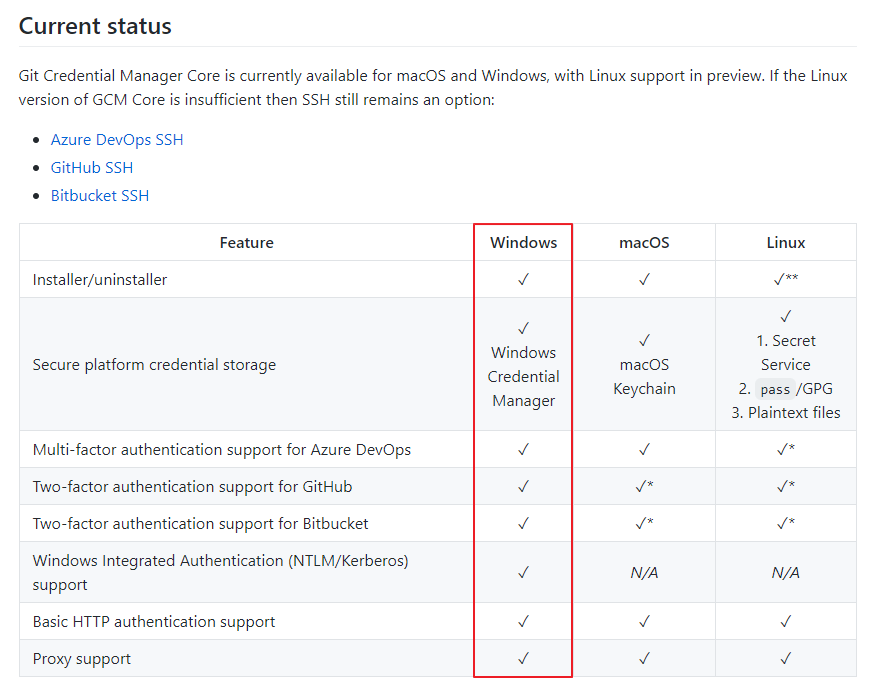 Current status
Git Credential Manager Core is currently available for macOS and Windows, with Linux support in preview. If the Linux
version of GCM Core is insufficient then SSH still remains an option:
Azure DevOps SSH
GitHub SSH
Bitbucket SSH
Feature Windows macOS Linux
Installer/uninstaller ✓ ✓ ✓**
Secure platform credential storage
✓
Windows
Credential
Manager
✓
macOS
Keychain
✓
1. Secret
Service
2. pass/GPG
3. Plaintext files
Multi-factor authentication support for Azure DevOps ✓ ✓ ✓*
Two-factor authentication support for GitHub ✓ ✓* ✓*
Two-factor authentication support for Bitbucket ✓ ✓* ✓*
Windows Integrated Authentication (NTLM/Kerberos)
support
✓ N/A N/A
Basic HTTP authentication support ✓ ✓ ✓
Proxy support ✓ ✓ ✓